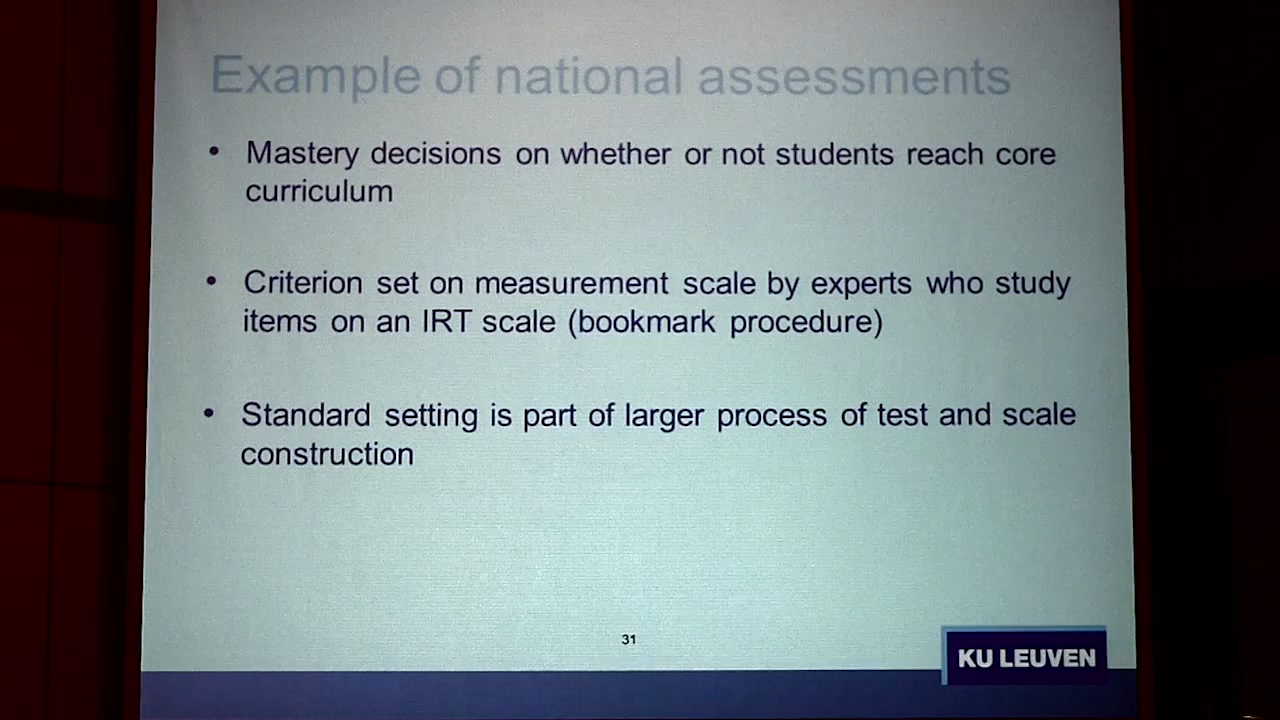 Example of national assessments
• Mastery decisions on whether or not students reach core
curriculum
• Criterion set on measurement scale by experts who study
items on an IRT scale (bookmark procedure)
• Standard setting is part of larger process of test and scale
construction
31
KU LEUVEN